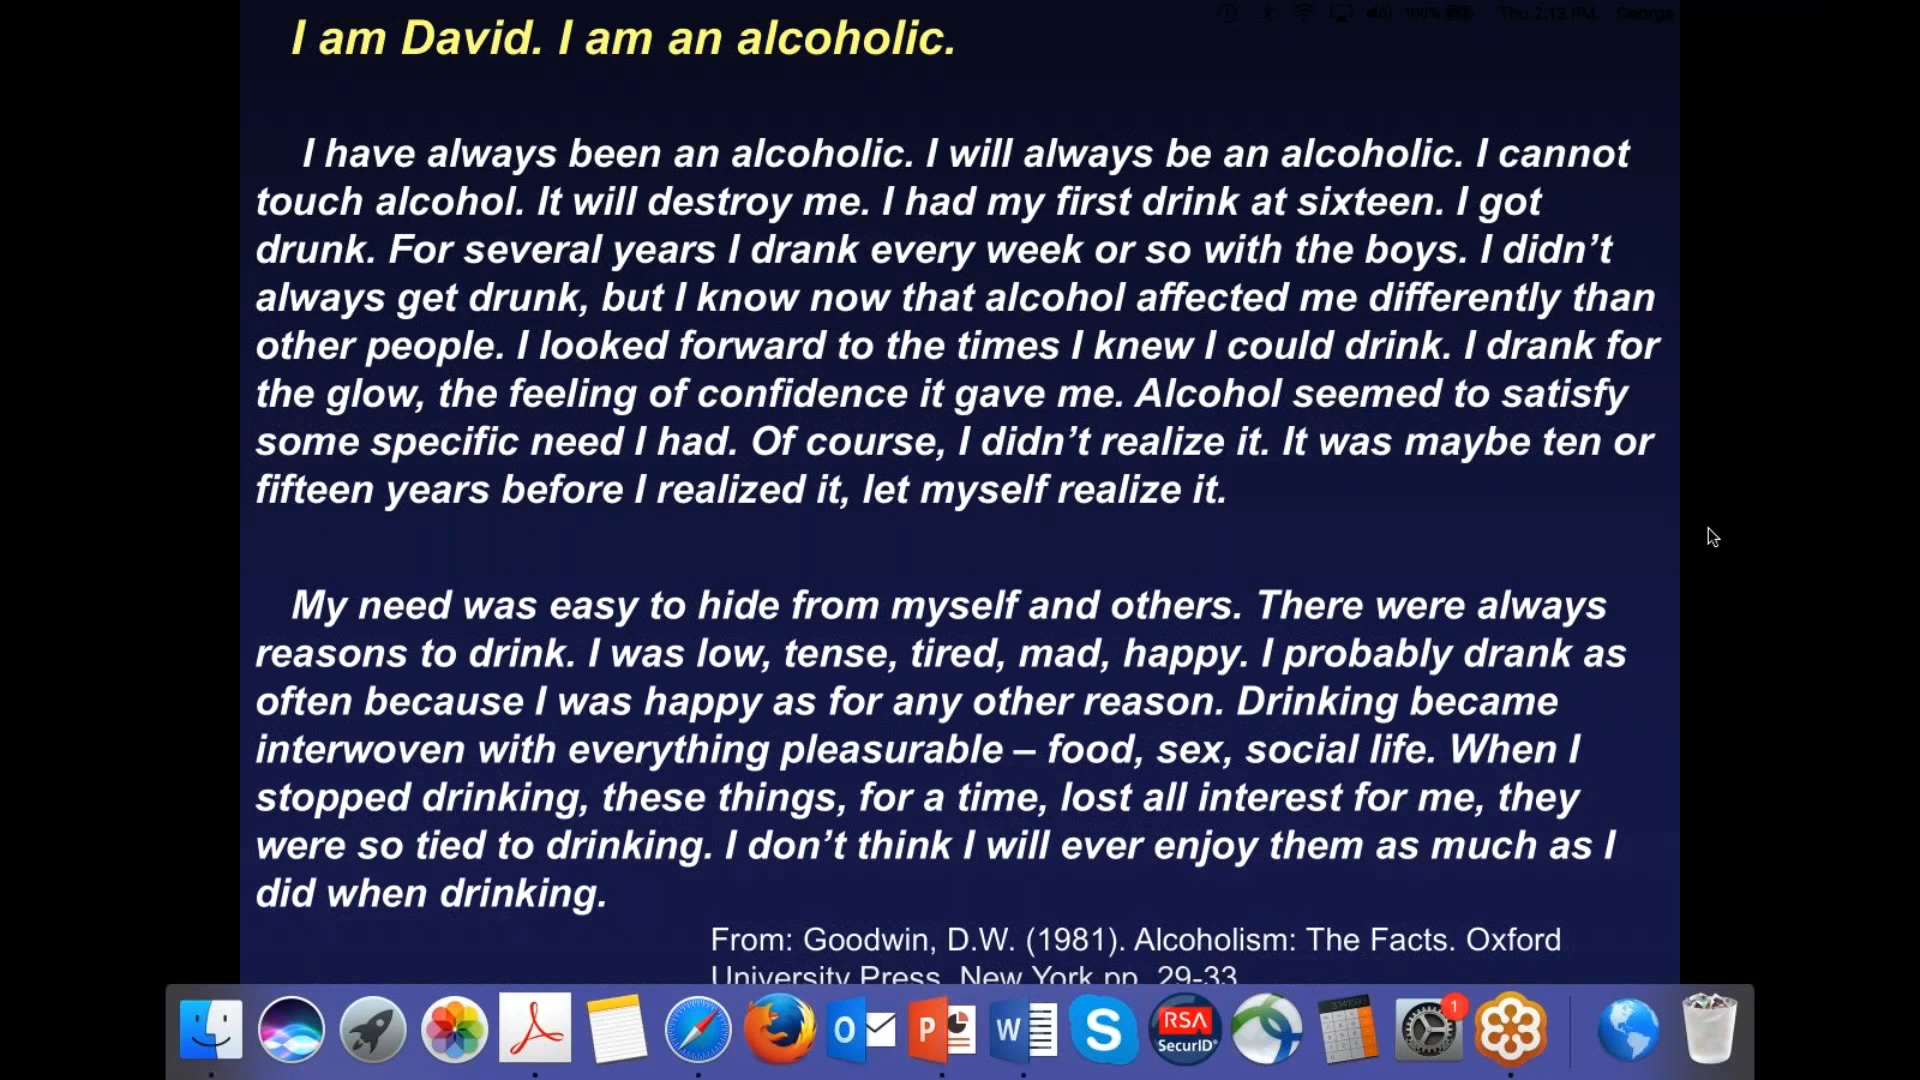 100% Thu 2:13 PM George
I am David. I am an alcoholic.
I have always been an alcoholic. I will always be an alcoholic. I cannot
touch alcohol. It will destroy me. I had my first drink at sixteen. I got
drunk. For several years I drank every week or so with the boys. I didn’t
always get drunk, but I know now that alcohol affected me differently than
other people. I looked forward to the times I knew I could drink. I drank for
the glow, the feeling of confidence it gave me. Alcohol seemed to satisfy
some specific need I had. Of course, I didn’t realize it. It was maybe ten or
fifteen years before I realized it, let myself realize it.
My need was easy to hide from myself and others. There were always
reasons to drink. I was low, tense, tired, mad, happy. I probably drank as
often because I was happy as for any other reason. Drinking became
interwoven with everything pleasurable – food, sex, social life. When I
stopped drinking, these things, for a time, lost all interest for me, they
were so tied to drinking. I don’t think I will ever enjoy them as much as I
did when drinking.
From: Goodwin, D.W. (1981). Alcoholism: The Facts. Oxford
University Press, New York pp. 29-33
O
P
W
S
RSA
SecurID
1